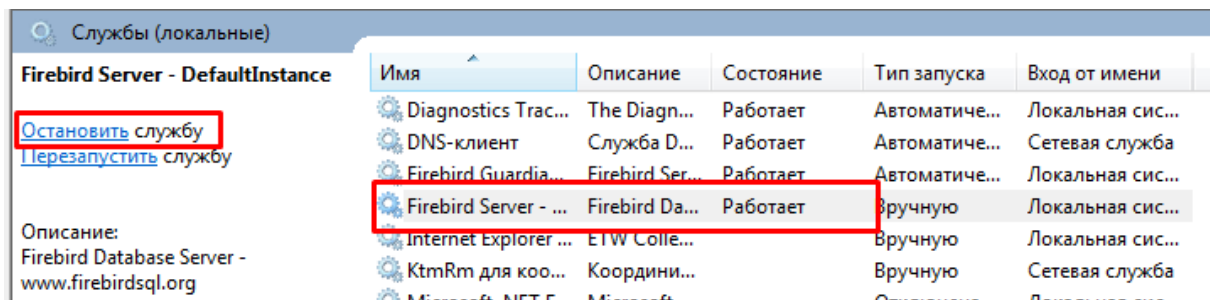 Службы (локальные)
Firebird Server - DefaultInstance
Остановить службу
Перезапустить службу
Описание:
Firebird Database Server -
www.firebirdsql.org
Имя Описание Состояние Тип запуска Вход от имени
Diagnostics Trac... The Diagn... Работает Автоматиче... Локальная сис...
DNS-клиент Служба D... Работает Автоматиче... Сетевая служба
Firebird Guardia... Firebird Ser... Работает Автоматиче... Локальная сис...
Firebird Server - ... Firebird Da... Работает Вручную Локальная сис...
Internet Explorer ... ETW Colle... Вручную Локальная сис...
KtmRm для коо... Координи... Вручную Сетевая служба